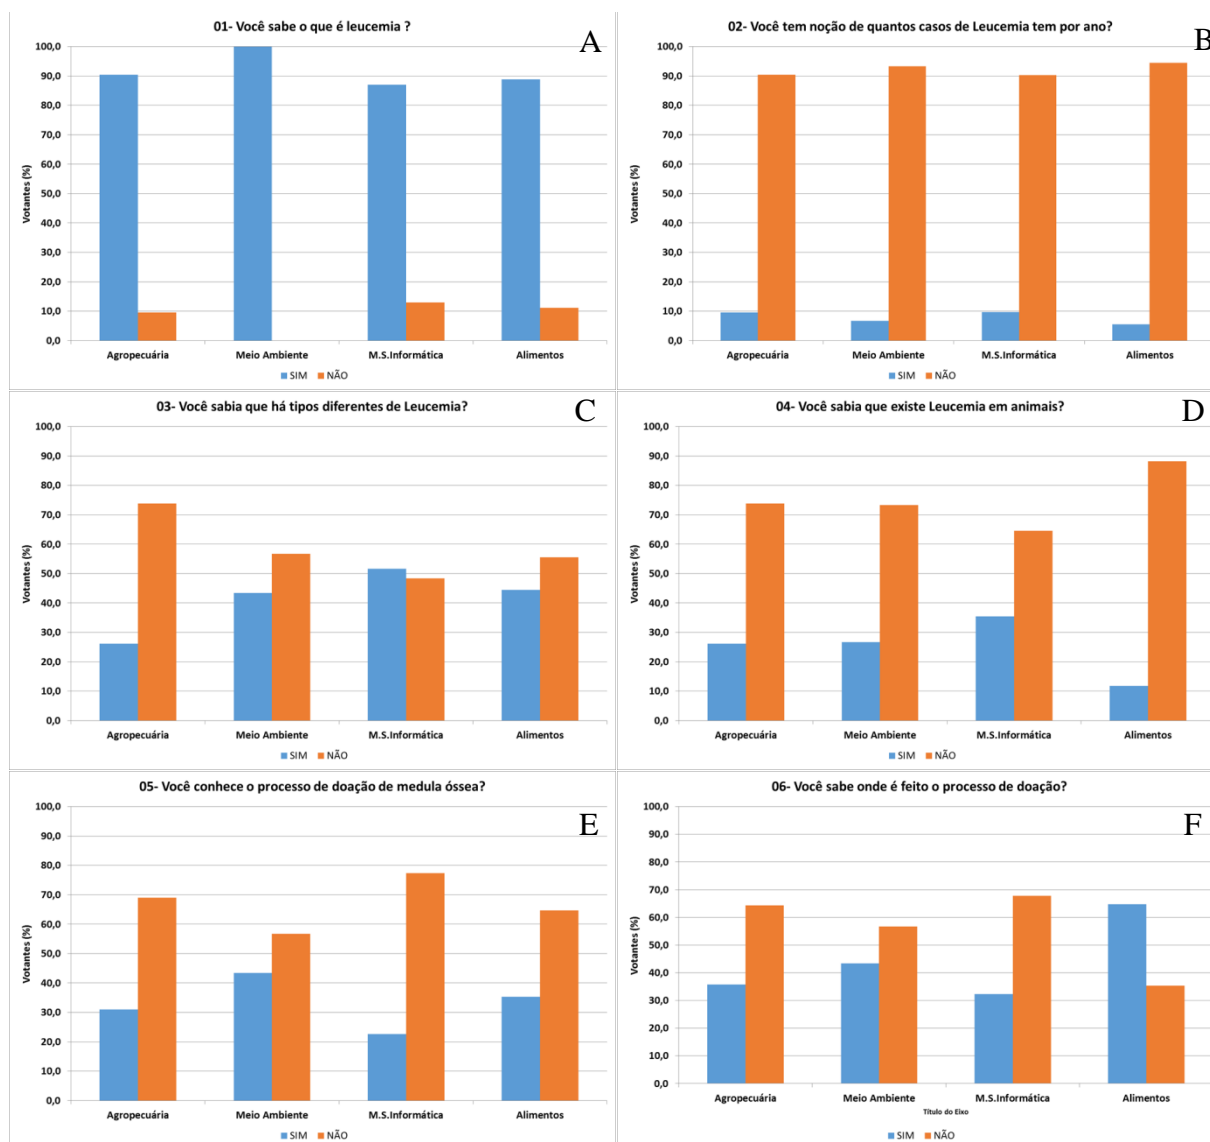 01- Você sabe o que é leucemia ?
A
100,0
90,0
80,0
70,0
60,0
50,0
40,0
30,0
20,0
10,0
0,0
Votantes (%)
Agropecuária Meio Ambiente M.S.Informática Alimentos
SIM NÃO
02- Você tem noção de quantos casos de Leucemia tem por ano?
B
100,0
90,0
80,0
70,0
60,0
50,0
40,0
30,0
20,0
10,0
0,0
Votantes (%)
Agropecuária Meio Ambiente M.S.Informática Alimentos
SIM NÃO
03- Você sabia que há tipos diferentes de Leucemia?
C
100,0
90,0
80,0
70,0
60,0
50,0
40,0
30,0
20,0
10,0
0,0
Votantes (%)
Agropecuária Meio Ambiente M.S.Informática Alimentos
SIM NÃO
04- Você sabia que existe Leucemia em animais?
D
100,0
90,0
80,0
70,0
60,0
50,0
40,0
30,0
20,0
10,0
0,0
Votantes (%)
Agropecuária Meio Ambiente M.S.Informática Alimentos
SIM NÃO
05- Você conhece o processo de doação de medula óssea?
E
100,0
90,0
80,0
70,0
60,0
50,0
40,0
30,0
20,0
10,0
0,0
Votantes (%)
Agropecuária Meio Ambiente M.S.Informática Alimentos
SIM NÃO
06- Você sabe onde é feito o processo de doação?
F
100,0
90,0
80,0
70,0
60,0
50,0
40,0
30,0
20,0
10,0
0,0
Votantes (%)
Agropecuária Meio Ambiente M.S.Informática Alimentos
Título do Eixo
SIM NÃO